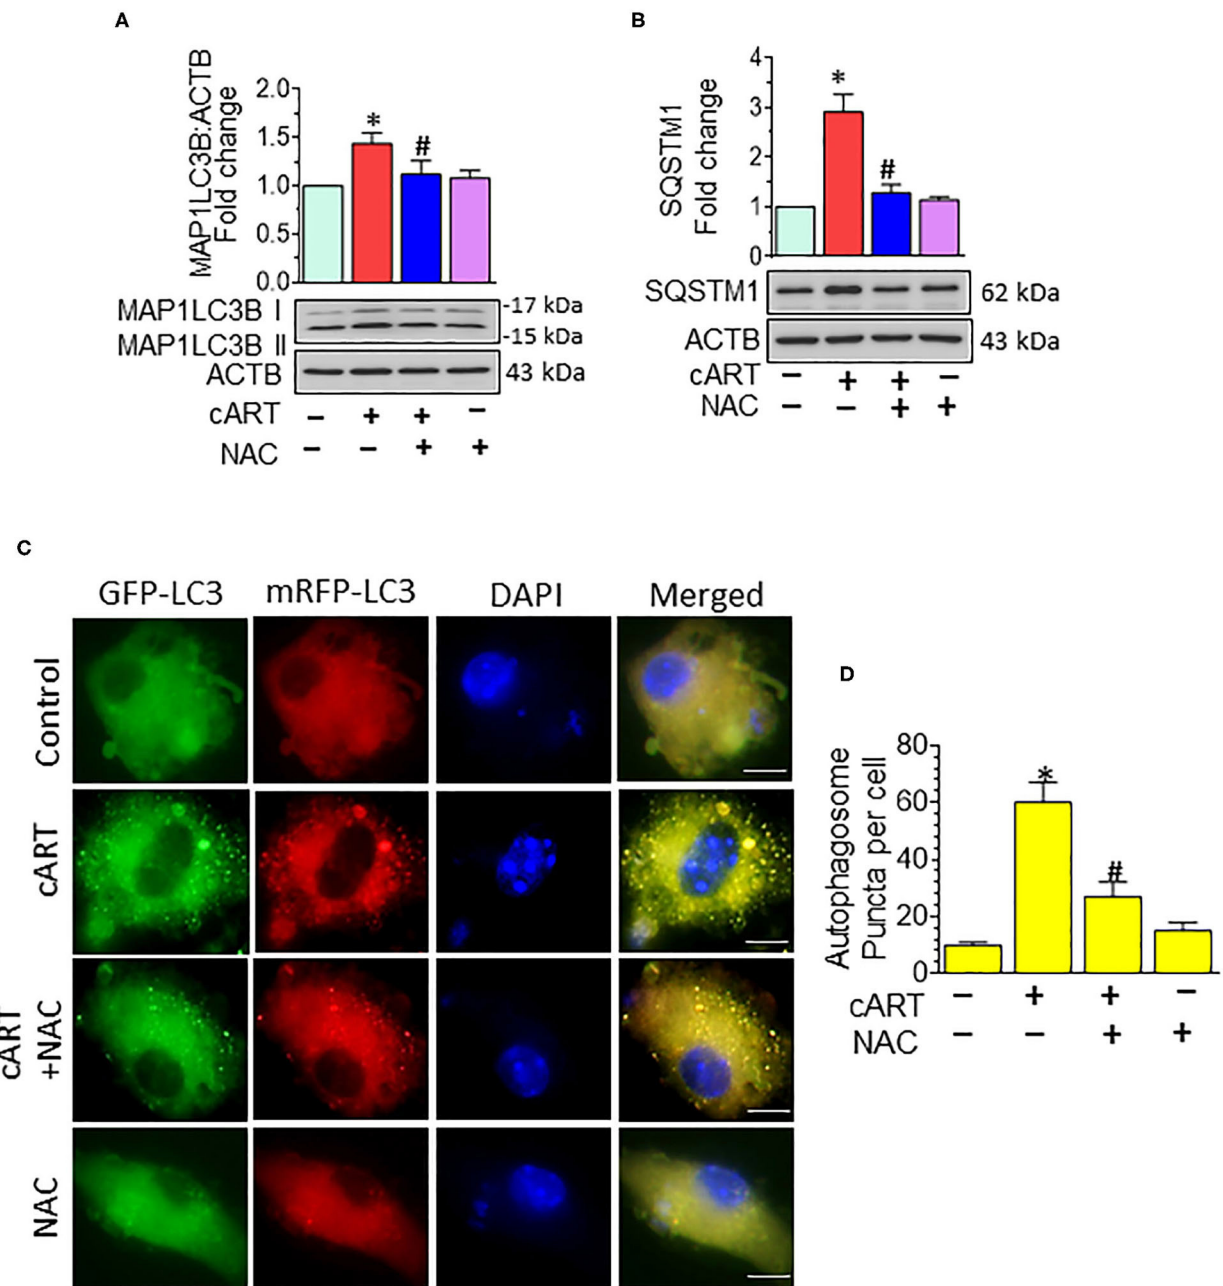 A
MAP1LC3B:ACTB
Fold change
2.0
1.5
1.0
0.5
0.0
*
#
MAP1LC3B I
MAP1LC3B II
-17 kDa
-15 kDa
ACTB
43 kDa
cART − + + −
NAC − − + +
B
SQSTM1
Fold change
4
3
2
1
0
*
#
SQSTM1
62 kDa
ACTB
43 kDa
cART − + + −
NAC − − + +
C
GFP-LC3 mRFP-LC3 DAPI Merged
Control
cART
cART
+NAC
NAC
D
Autophagosome
Puncta per cell
80
60
40
20
0
*
#
cART − + + −
NAC − − + +